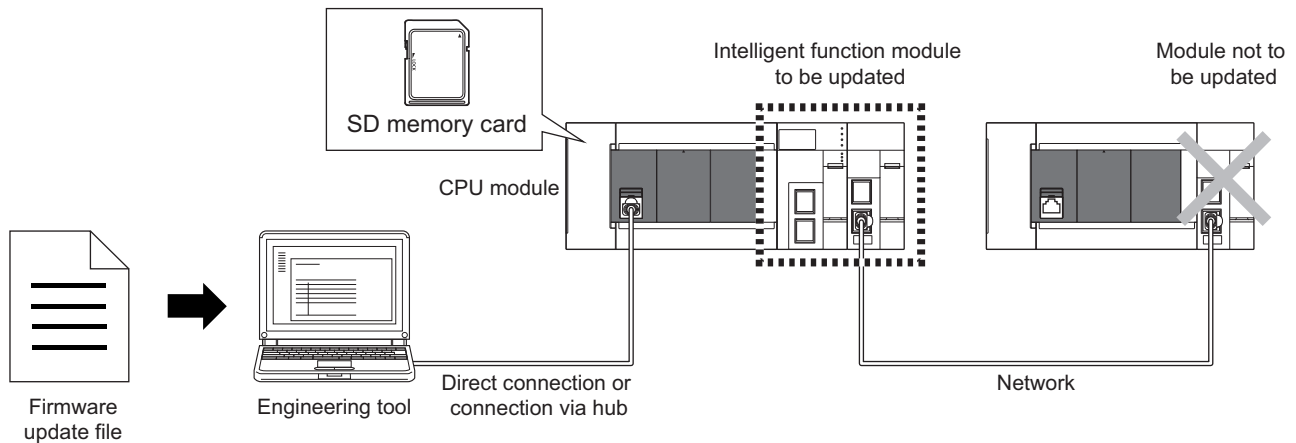 Intelligent function module
to be updated
Module not to
be updated
LOCK
SD memory card
CPU module
Direct connection or
connection via hub
Network
Firmware
update file
Engineering tool